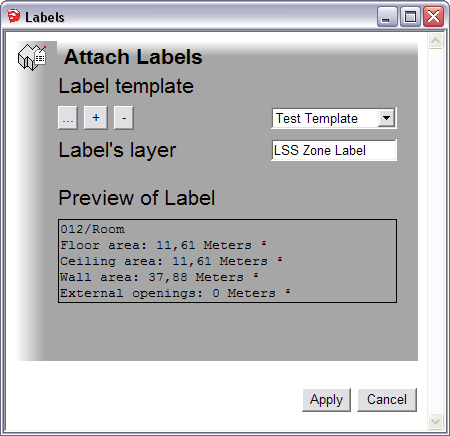 Labels
Attach Labels
Label template
... + - Test Template
Label's layer LSS Zone Label
Preview of Label
012/Room
Floor area: 11,61 Meters ²
Ceiling area: 11,61 Meters ²
Wall area: 37,88 Meters ²
External openings: 0 Meters ²
Apply Cancel